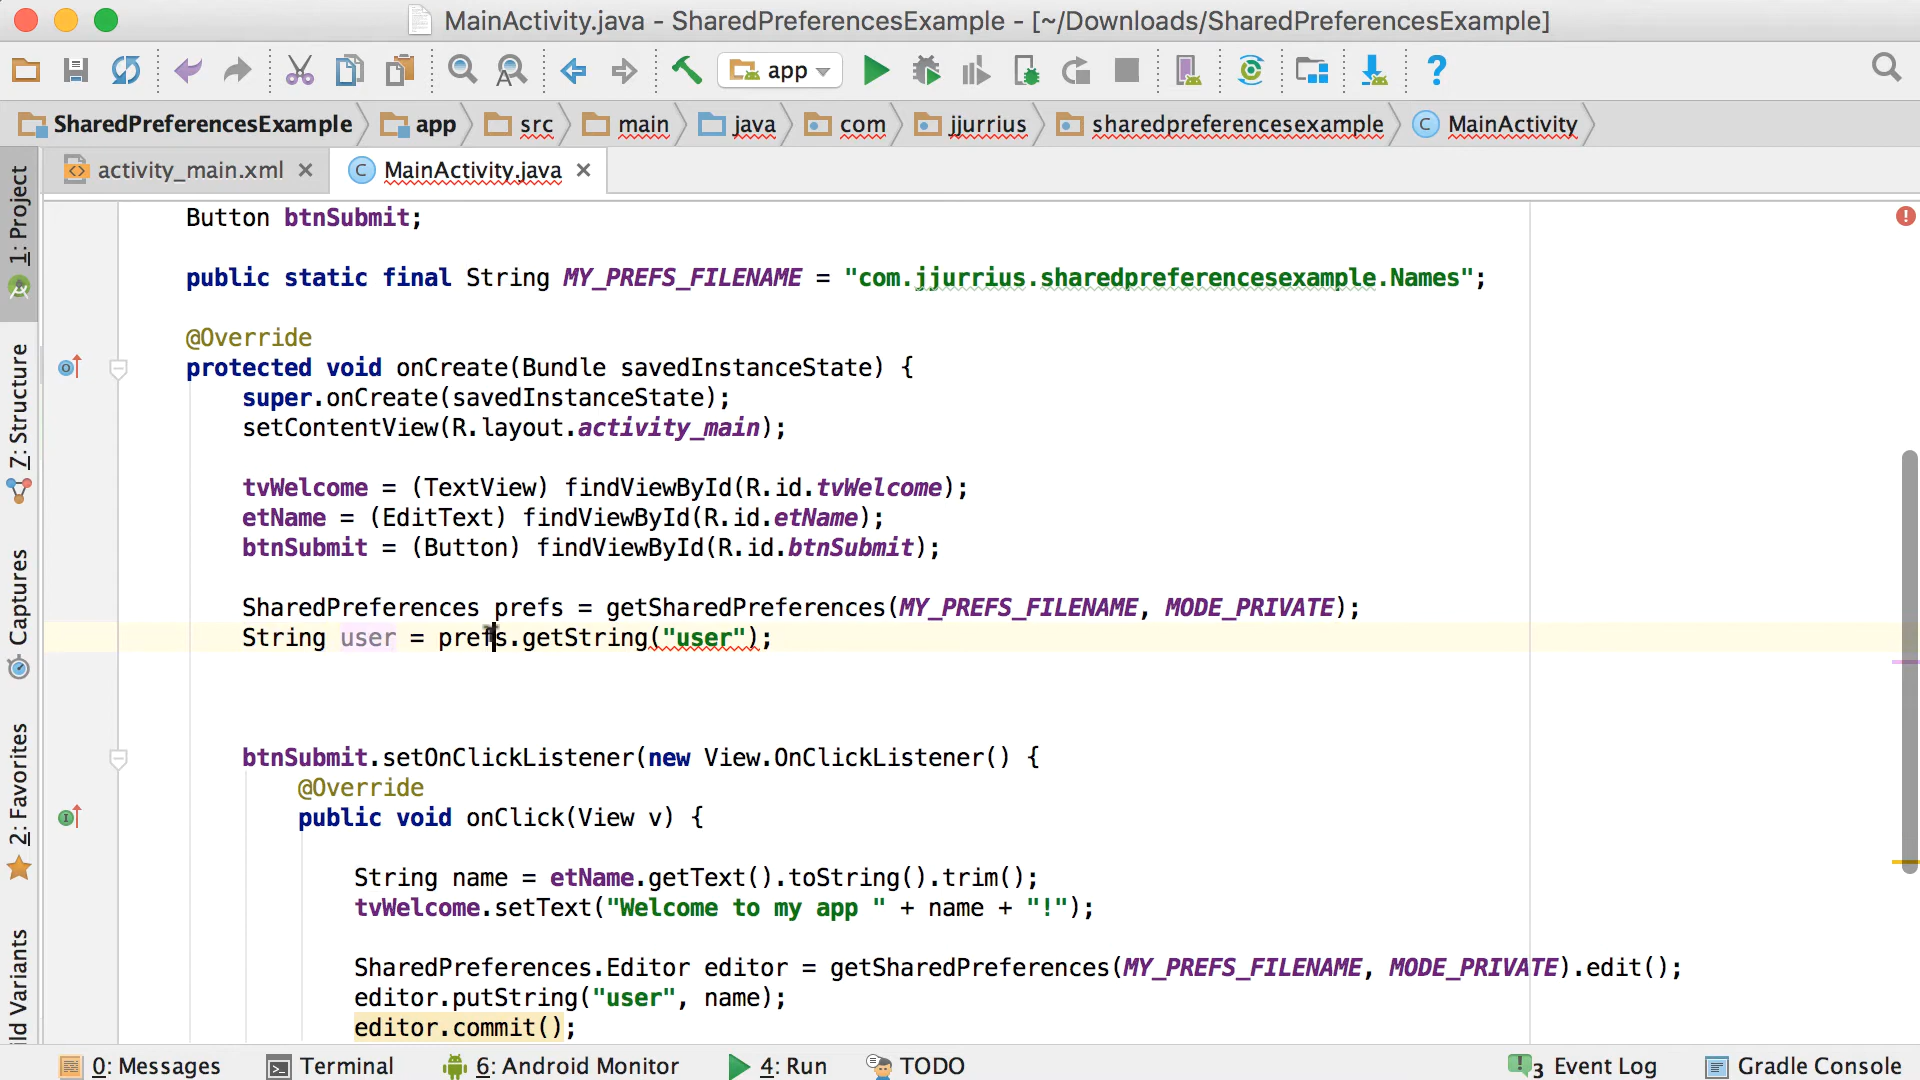 MainActivity.java - SharedPreferencesExample - [~/Downloads/SharedPreferencesExample]
app
SharedPreferencesExample app src main java com jjurrius sharedpreferencesexample MainActivity
activity_main.xml MainActivity.java
1: Project
Z: Structure
Captures
2: Favorites
ild Variants
Button btnSubmit;
public static final String MY_PREFS_FILENAME = "com.jjurrius.sharedpreferencesexample.Names";
@Override
protected void onCreate(Bundle savedInstanceState) {
super.onCreate(savedInstanceState);
setContentView(R.layout.activity_main);
tvWelcome = (TextView) findViewById(R.id.tvWelcome);
etName = (EditText) findViewById(R.id.etName);
btnSubmit = (Button) findViewById(R.id.btnSubmit);
SharedPreferences prefs = getSharedPreferences(MY_PREFS_FILENAME, MODE_PRIVATE);
String user = prefs.getString("user");
btnSubmit.setOnClickListener(new View.OnClickListener() {
@Override
public void onClick(View v) {
String name = etName.getText().toString().trim();
tvWelcome.setText("Welcome to my app " + name + "!");
SharedPreferences.Editor editor = getSharedPreferences(MY_PREFS_FILENAME, MODE_PRIVATE).edit();
editor.putString("user", name);
editor.commit();
0: Messages Terminal 6: Android Monitor 4: Run TODO 3 Event Log Gradle Console